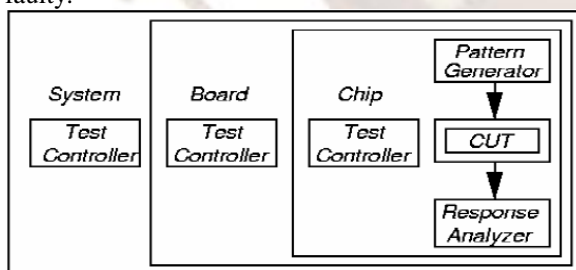 faulty.
System
Test
Controller
Board
Test
Controller
Chip
Test
Controller
Pattern
Generator
CUT
Response
Analyzer